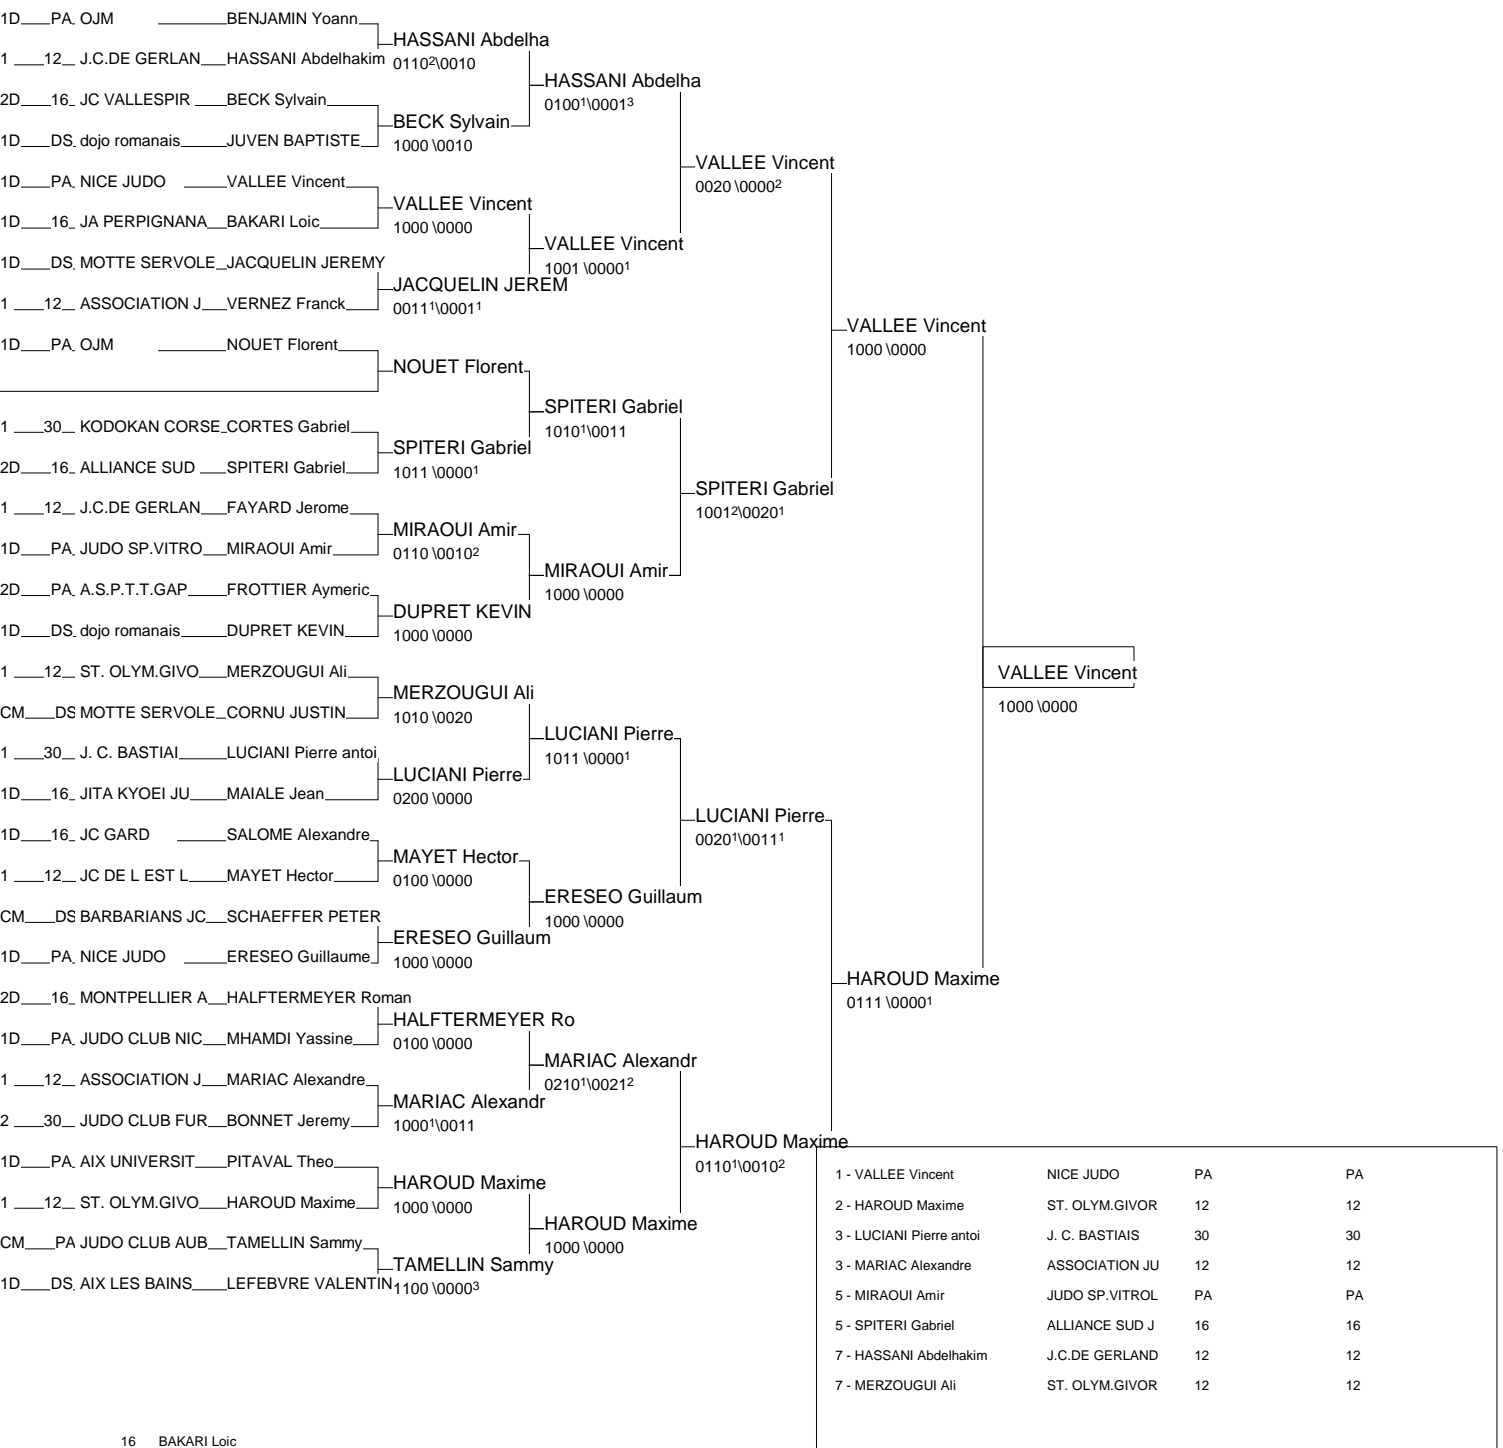 1D PA OJM BENJAMIN Yoann
HASSANI Abdelha
1 12 J.C.DE GERLAN HASSANI Abdelhakim 0110²\0010
HASSANI Abdelha
2D 16 JC VALLESPIR BECK Sylvain
0100¹\0001³
BECK Sylvain
1D DS dojo romanais JUVEN BAPTISTE 1000 \0010
VALLEE Vincent
1D PA NICE JUDO VALLEE Vincent
0020 \0000²
VALLEE Vincent
1D 16 JA PERPIGNANA BAKARI Loic 1000 \0000
VALLEE Vincent
1D DS MOTTE SERVOLE JACQUELIN JEREMY
1001 \0000¹
JACQUELIN JEREM
1 12 ASSOCIATION J VERNEZ Franck 0011¹\0001¹
VALLEE Vincent
1D PA OJM NOUET Florent
1000 \0000
NOUET Florent
SPITERI Gabriel
1 30 KODOKAN CORSE CORTES Gabriel
1010¹\0011
SPITERI Gabriel
2D 16 ALLIANCE SUD SPITERI Gabriel 1011 \0000¹
SPITERI Gabriel
1 12 J.C.DE GERLAN FAYARD Jerome
1001²\0020¹
MIRAOUI Amir
1D PA JUDO SP.VITRO MIRAOUI Amir 0110 \0010²
MIRAOUI Amir
2D PA A.S.P.T.T.GAP FROTTIER Aymeric
1000 \0000
DUPRET KEVIN
1D DS dojo romanais DUPRET KEVIN 1000 \0000
1 12 ST. OLYM.GIVO MERZOUGUI Ali
VALLEE Vincent
MERZOUGUI Ali
1000 \0000
CM DS MOTTE SERVOLE CORNU JUSTIN 1010 \0020
LUCIANI Pierre
1 30 J. C. BASTIAI LUCIANI Pierre antoi
1011 \0000¹
LUCIANI Pierre
1D 16 JITA KYOEI JU MAIALE Jean 0200 \0000
LUCIANI Pierre
1D 16 JC GARD SALOME Alexandre
0020¹\0011¹
MAYET Hector
1 12 JC DE L EST L MAYET Hector 0100 \0000
ERESEO Guillaum
CM DS BARBARIANS JC SCHAEFFER PETER
1000 \0000
ERESEO Guillaum
1D PA NICE JUDO ERESEO Guillaume 1000 \0000
HAROUD Maxime
2D 16 MONTPELLIER A HALFTERMEYER Roman
0111 \0000¹
HALFTERMEYER Ro
1D PA JUDO CLUB NIC MHAMDI Yassine 0100 \0000
MARIAC Alexandr
1 12 ASSOCIATION J MARIAC Alexandre
0210¹\0021²
MARIAC Alexandr
2 30 JUDO CLUB FUR BONNET Jeremy 1000¹\0011
HAROUD Maxime
1D PA AIX UNIVERSIT PITAVAL Theo
0110¹\0010²
HAROUD Maxime
1 12 ST. OLYM.GIVO HAROUD Maxime 1000 \0000
HAROUD Maxime
CM PA JUDO CLUB AUB TAMELLIN Sammy
1000 \0000
TAMELLIN Sammy
1D DS AIX LES BAINS LEFEBVRE VALENTIN 1100 \0000³
1 - VALLEE Vincent NICE JUDO PA PA
2 - HAROUD Maxime ST. OLYM.GIVOR 12 12
3 - LUCIANI Pierre antoi J. C. BASTIAIS 30 30
3 - MARIAC Alexandre ASSOCIATION JU 12 12
5 - MIRAOUI Amir JUDO SP.VITROL PA PA
5 - SPITERI Gabriel ALLIANCE SUD J 16 16
7 - HASSANI Abdelhakim J.C.DE GERLAND 12 12
7 - MERZOUGUI Ali ST. OLYM.GIVOR 12 12
16 BAKARI Loic